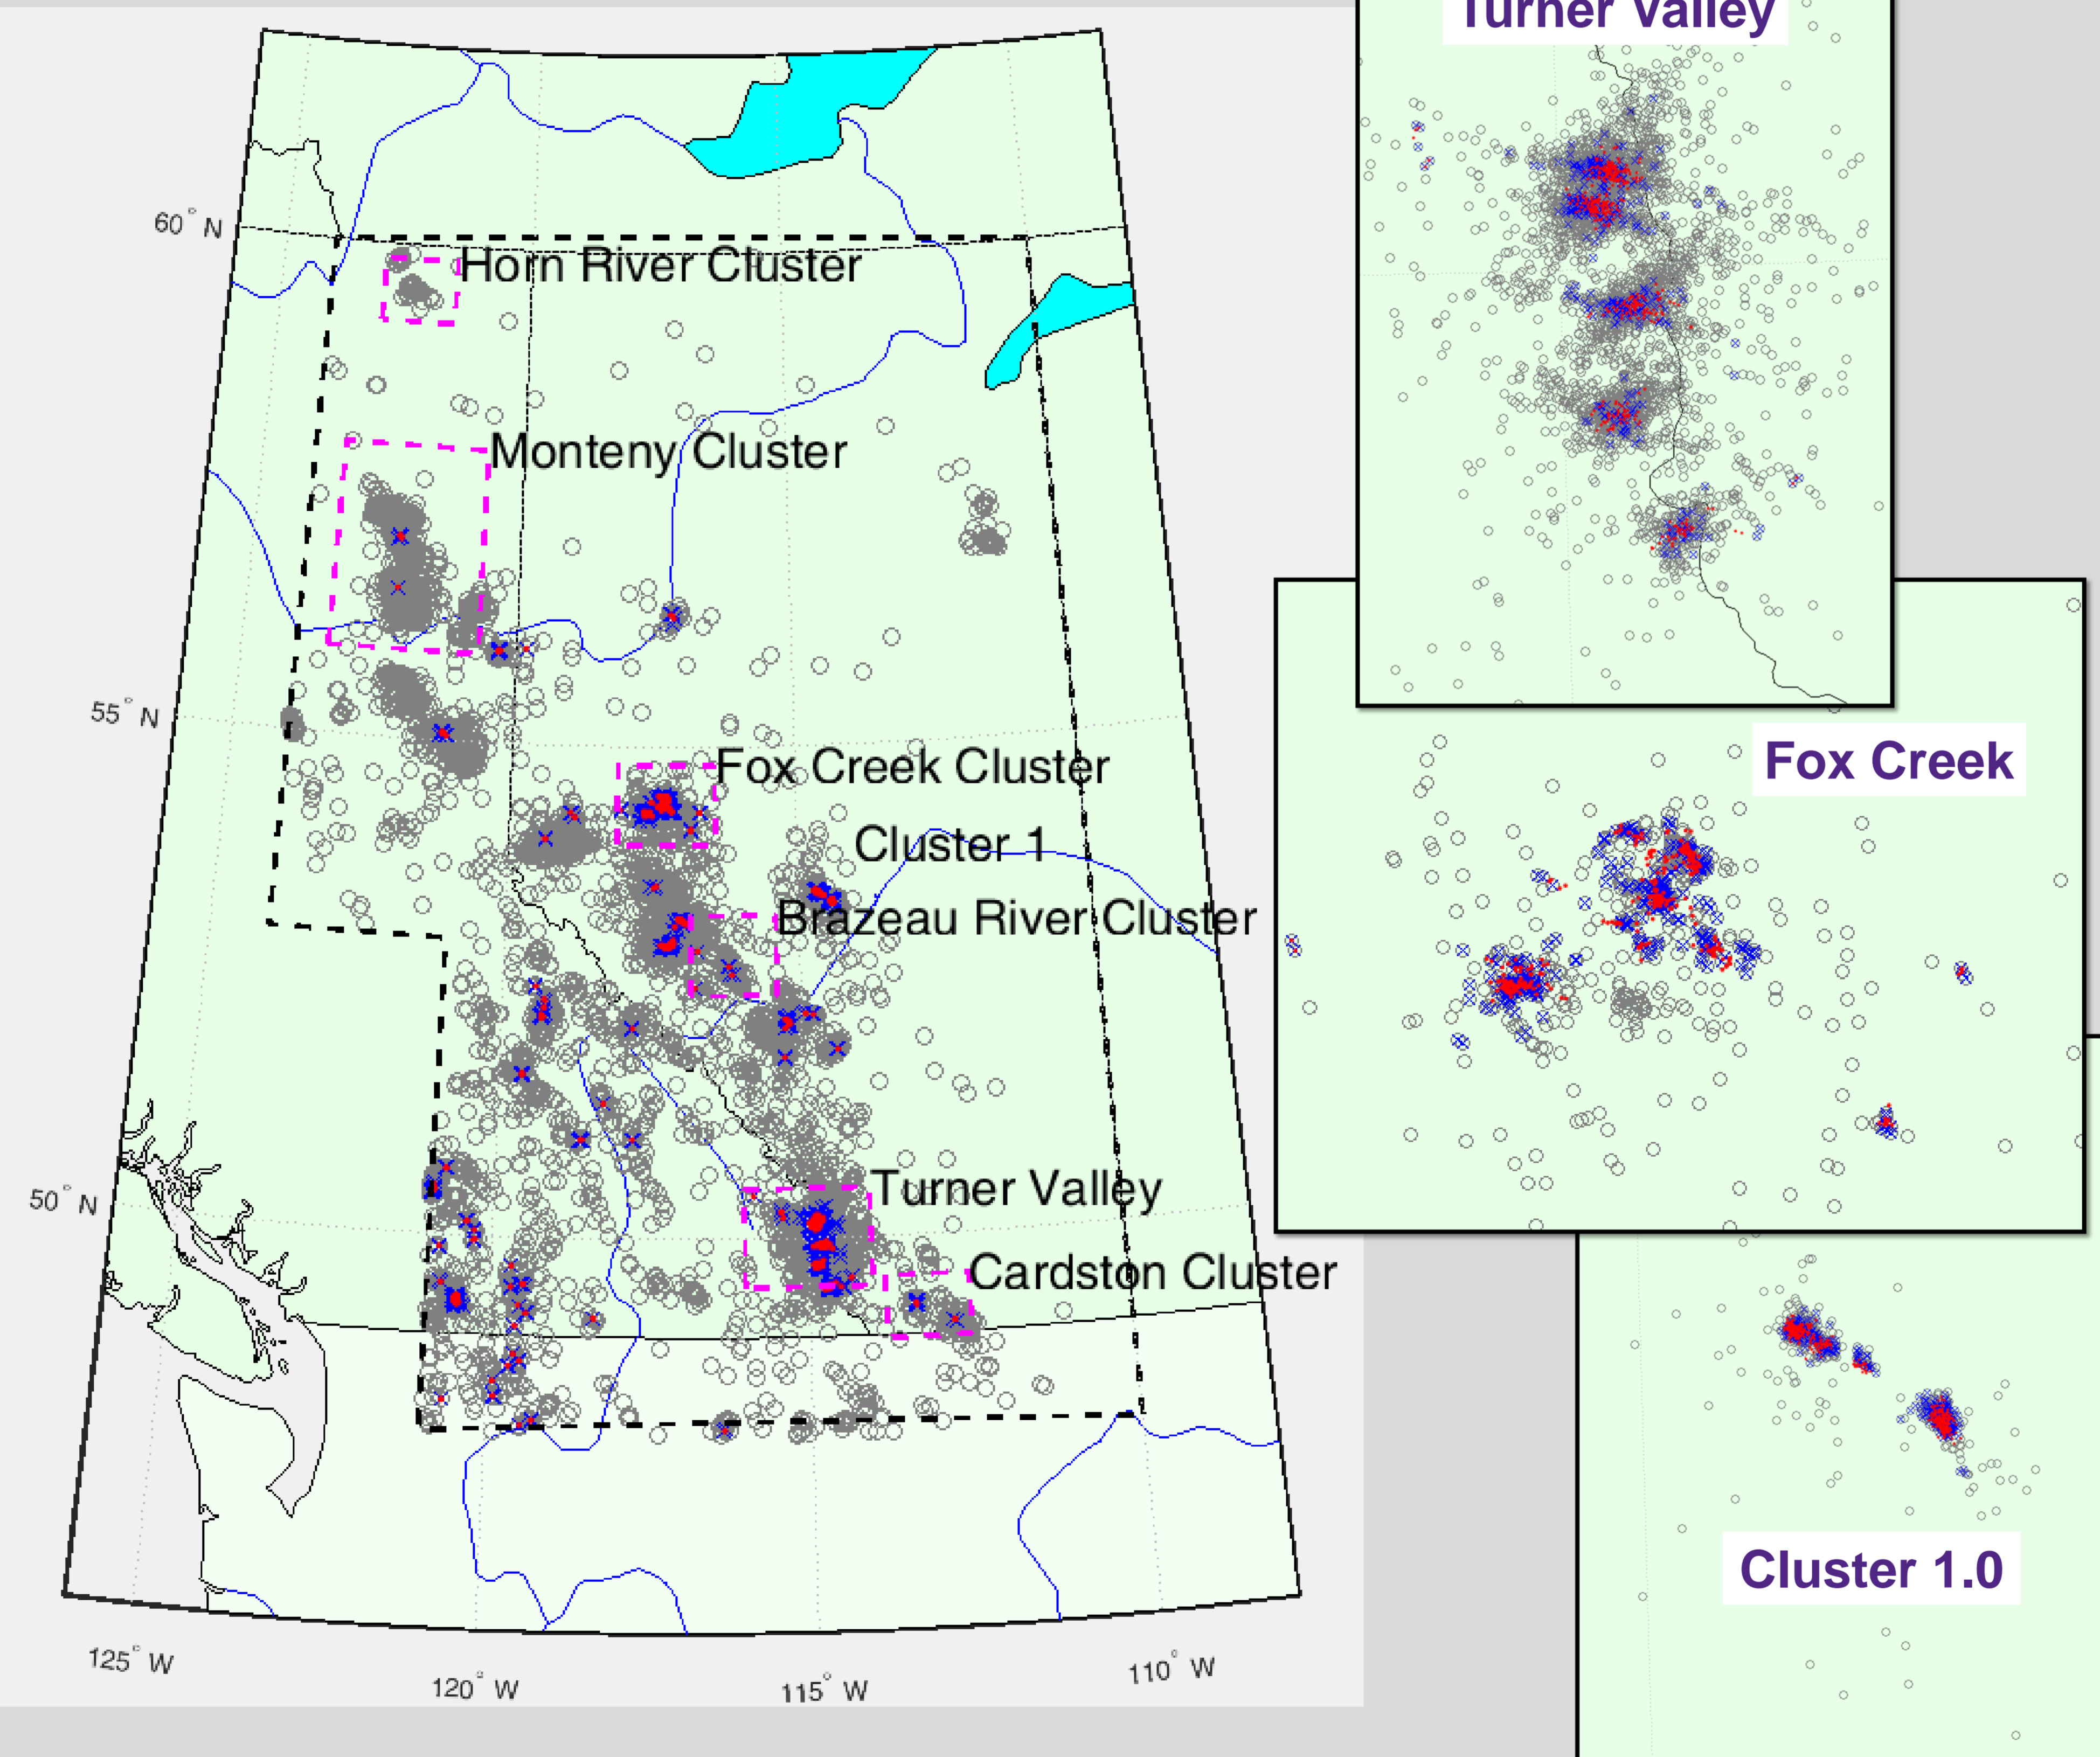 Turner Valley
60° N
Horn River Cluster
Monteny Cluster
55° N
Fox Creek Cluster
Fox Creek
Cluster 1
Brazeau River Cluster
50° N
Turner Valley
Cardston Cluster
Cluster 1.0
125° W
120° W
115° W
110° W